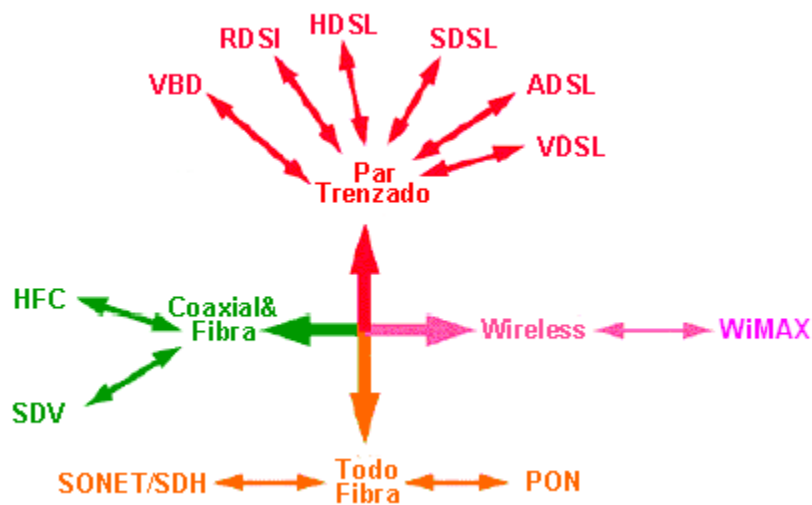 HDSL
RDSI
SDSL
VBD
ADSL
VDSL
Par
Trenzado
HFC
Coaxial&
Fibra
Wireless
WiMAX
SDV
Todo
Fibra
SONET/SDH
PON